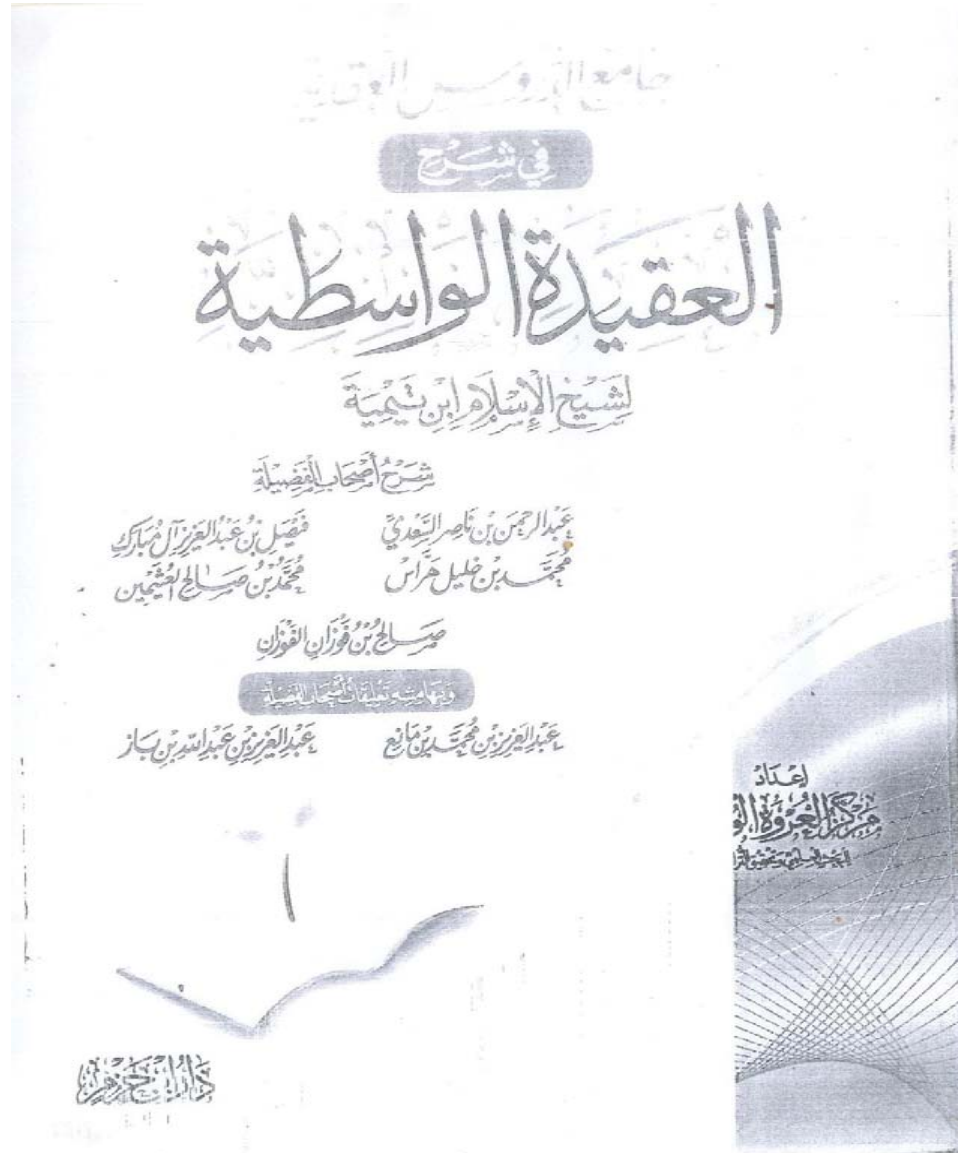 جامع الدروس العقدية
في شرح
العقيدة الواسطية
لشيخ الإسلام ابن تيمية
شرح أصحاب الفضيلة
عبد الرحمن بن ناصر السعدي فيصل بن عبد العزيز آل مبارك
محمد بن خليل هراس محمد بن صالح العثيمين
صالح بن فوزان الفوزان
وبهامشه تعليقات أصحاب الفضيلة
عبد العزيز بن محمد بن مانع عبد العزيز بن عبد الله بن باز
إعداد
مركز العروة
١
دار ابن حزم